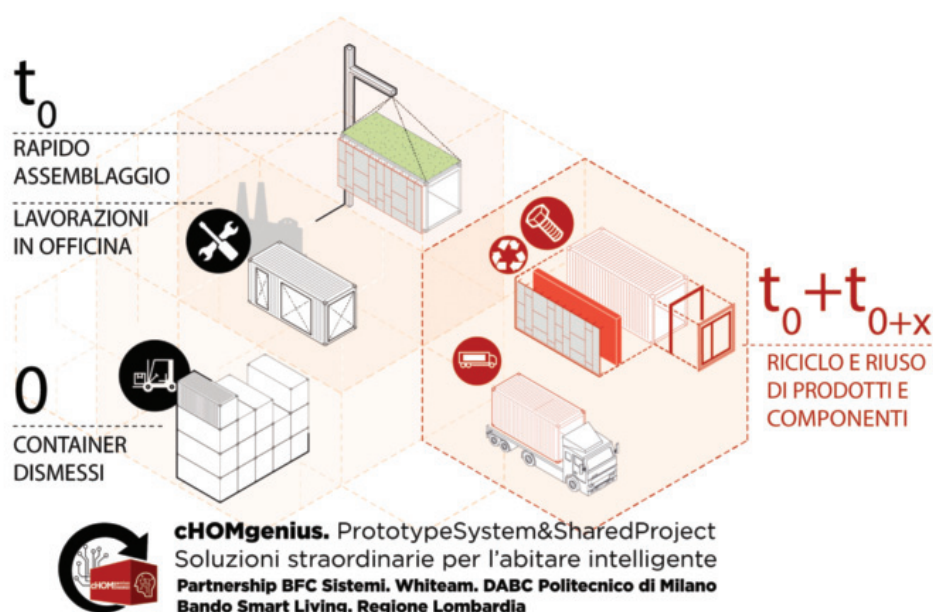 t0
RAPIDO
ASSEMBLAGGIO
LAVORAZIONI
IN OFFICINA
0
CONTAINER
DISMESSI
t0+t0+x
RICICLO E RIUSO
DI PRODOTTI E
COMPONENTI
cHOMgenius. PrototypeSystem&SharedProject
Soluzioni straordinarie per l'abitare intelligente
Partnership BFC Sistemi. Whiteam. DABC Politecnico di Milano
Bando Smart Living. Regione Lombardia
cHOMgenius